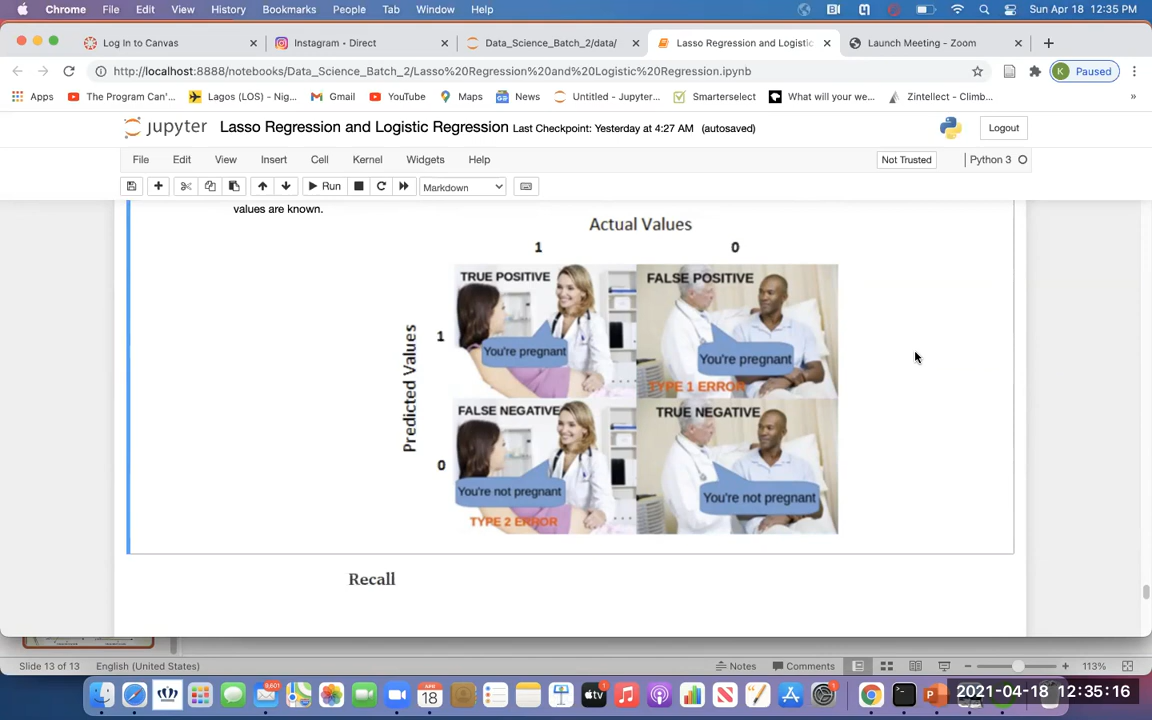 Chrome File Edit View History Bookmarks People Tab Window Help Sun Apr 18 12:35 PM
Log In to Canvas Instagram • Direct Data_Science_Batch_2/data/ Lasso Regression and Logistic Launch Meeting - Zoom
http://localhost:8888/notebooks/Data_Science_Batch_2/Lasso%20Regression%20and%20Logistic%20Regression.ipynb K Paused
Apps The Program Can'... Lagos (LOS) - Nig... Gmail YouTube Maps News Untitled - Jupyter... Smarterselect What will your we... Zintellect - Climb... »
jupyter Lasso Regression and Logistic Regression Last Checkpoint: Yesterday at 4:27 AM (autosaved) Logout
File Edit View Insert Cell Kernel Widgets Help Not Trusted Python 3
Run Markdown
values are known.
Actual Values
1 0
TRUE POSITIVE FALSE POSITIVE
Predicted Values
1
You're pregnant You're pregnant
TYPE 1 ERROR
FALSE NEGATIVE TRUE NEGATIVE
0
You're not pregnant You're not pregnant
TYPE 2 ERROR
Recall
Slide 13 of 13 English (United States) Notes Comments 113%
9,601 APR 18 tv 1 P 2021-04-18 12:35:16